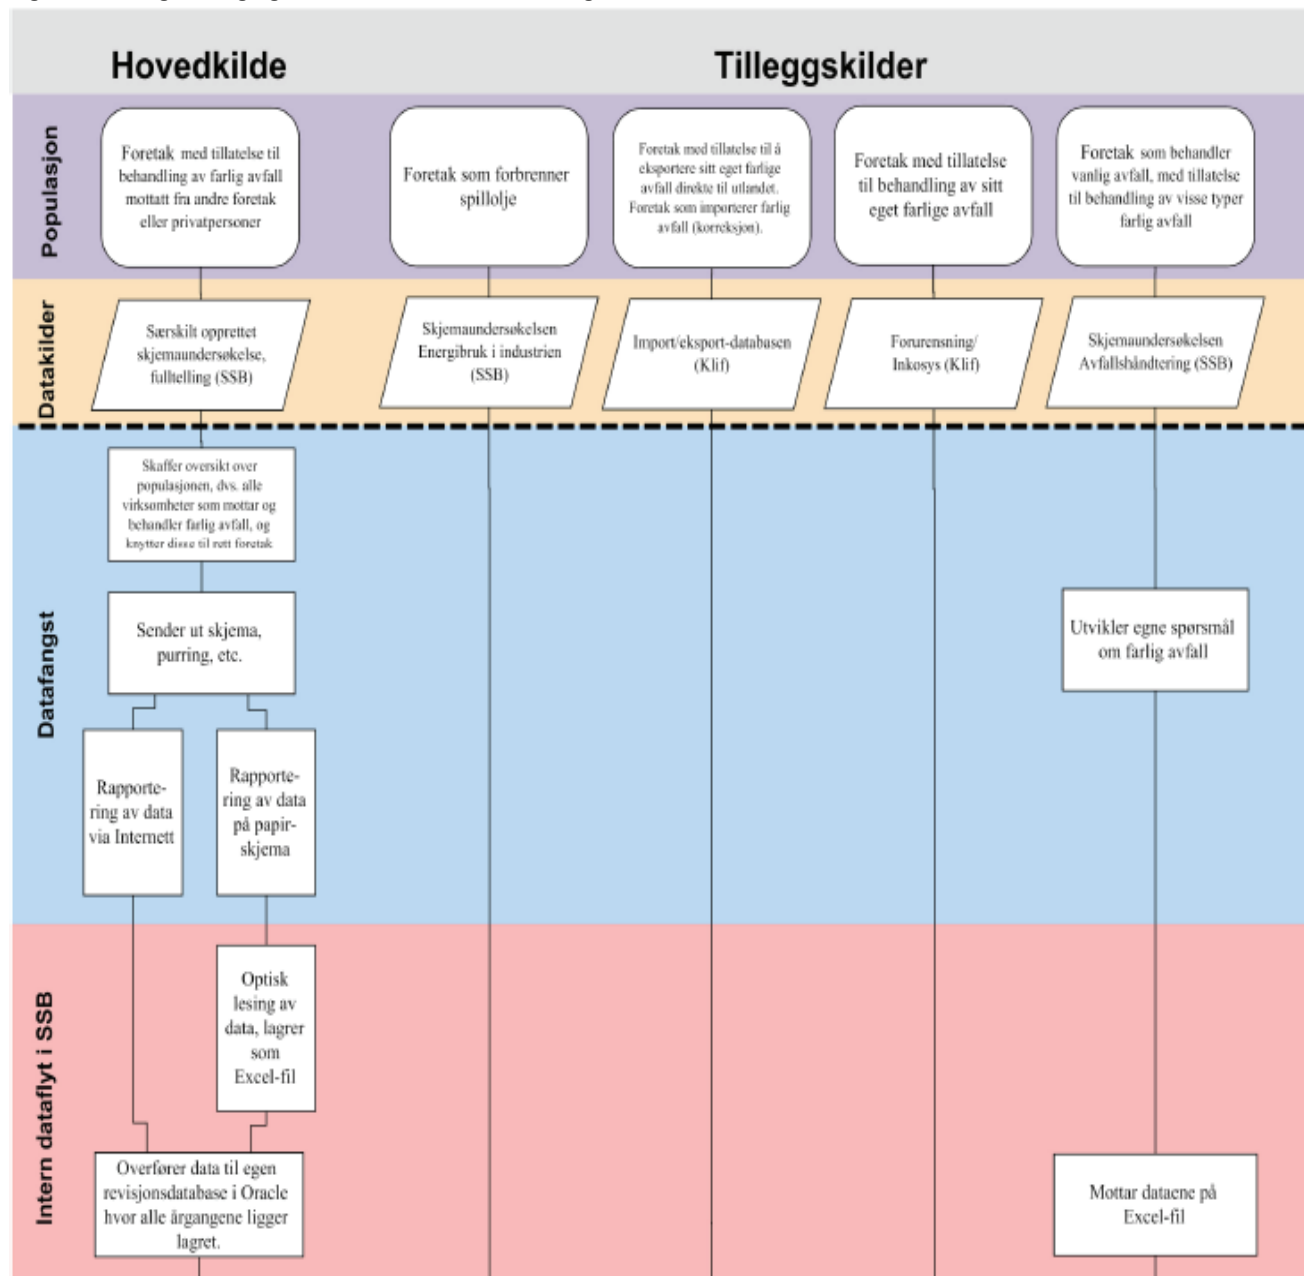 Hovedkilde
Tilleggskilder
Populasjon
Foretak med tillatelse til
behandling av farlig avfall
mottatt fra andre foretak
eller privatpersoner
Foretak som forbrenner
spillolje
Foretak med tillatelse til å
eksportere sitt eget farlige
avfall direkte til utlandet.
Foretak som importerer farlig
avfall (korreksjon).
Foretak med tillatelse
til behandling av sitt
eget farlige avfall
Foretak som behandler
vanlig avfall, med tillatelse
til behandling av visse typer
farlig avfall
Datakilder
Særskilt opprettet
skjemaundersøkelse,
fulltelling (SSB)
Skjemaundersøkelsen
Energibruk i industrien
(SSB)
Import/eksport-databasen
(Klif)
Forurensning/
Inkosys (Klif)
Skjemaundersøkelsen
Avfallshåndtering (SSB)
Datafangst
Skaffer oversikt over
populasjonen, dvs. alle
virksomheter som mottar og
behandler farlig avfall, og
knytter disse til rett foretak
Sender ut skjema,
purring, etc.
Utvikler egne spørsmål
om farlig avfall
Rapporte-
ring av data
via Internett
Rapporte-
ring av data
på papir-
skjema
Intern dataflyt i SSB
Optisk
lesing av
data, lagrer
som
Excel-fil
Overfører data til egen
revisjonsdatabase i Oracle
hvor alle årgangene ligger
lagret.
Mottar dataene på
Excel-fil